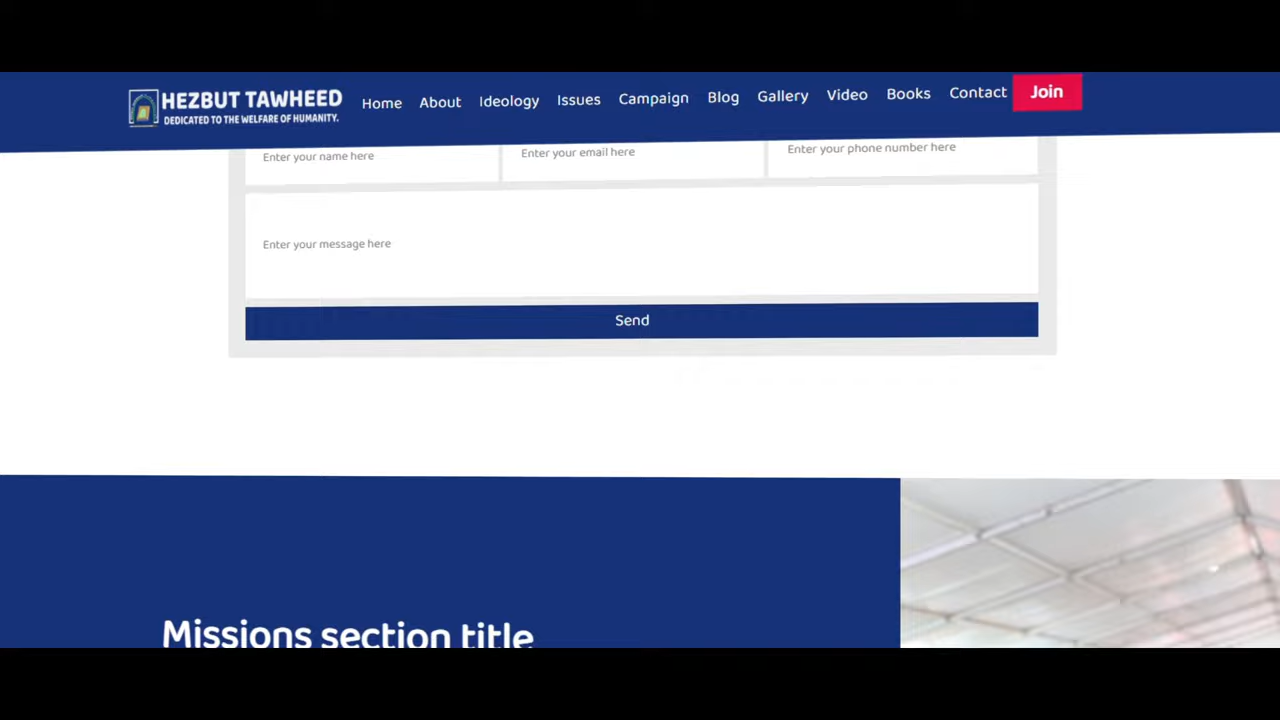 HEZBUT TAWHEED
DEDICATED TO THE WELFARE OF HUMANITY.
Home About Ideology Issues Campaign Blog Gallery Video Books Contact Join
Enter your name here Enter your email here Enter your phone number here
Enter your message here
Send
Missions section title